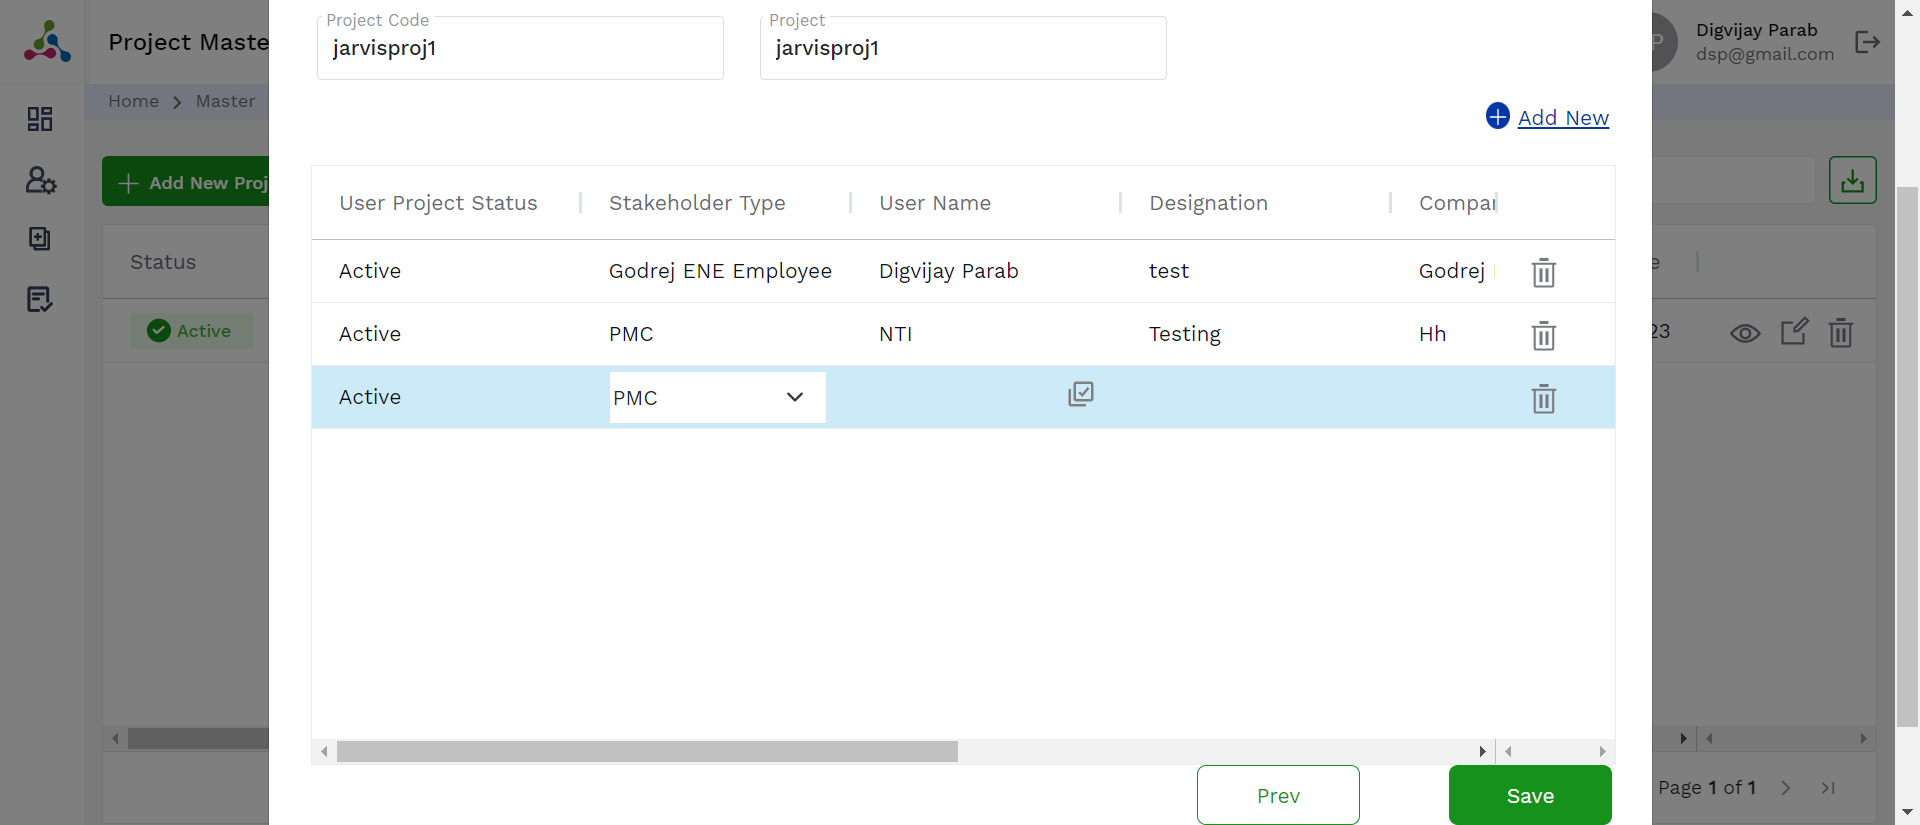 Project Code
jarvisproj1
Project
jarvisproj1
Project Maste
Digvijay Parab
dsp@gmail.com
P
Home > Master
Add New
Add New Proj
User Project Status
Stakeholder Type
User Name
Designation
Compar
Status
e
Active
Godrej ENE Employee
Digvijay Parab
test
Godrej
Active
PMC
NTI
Testing
Hh
Active
23
Active
PMC
Prev
Save
Page 1 of 1